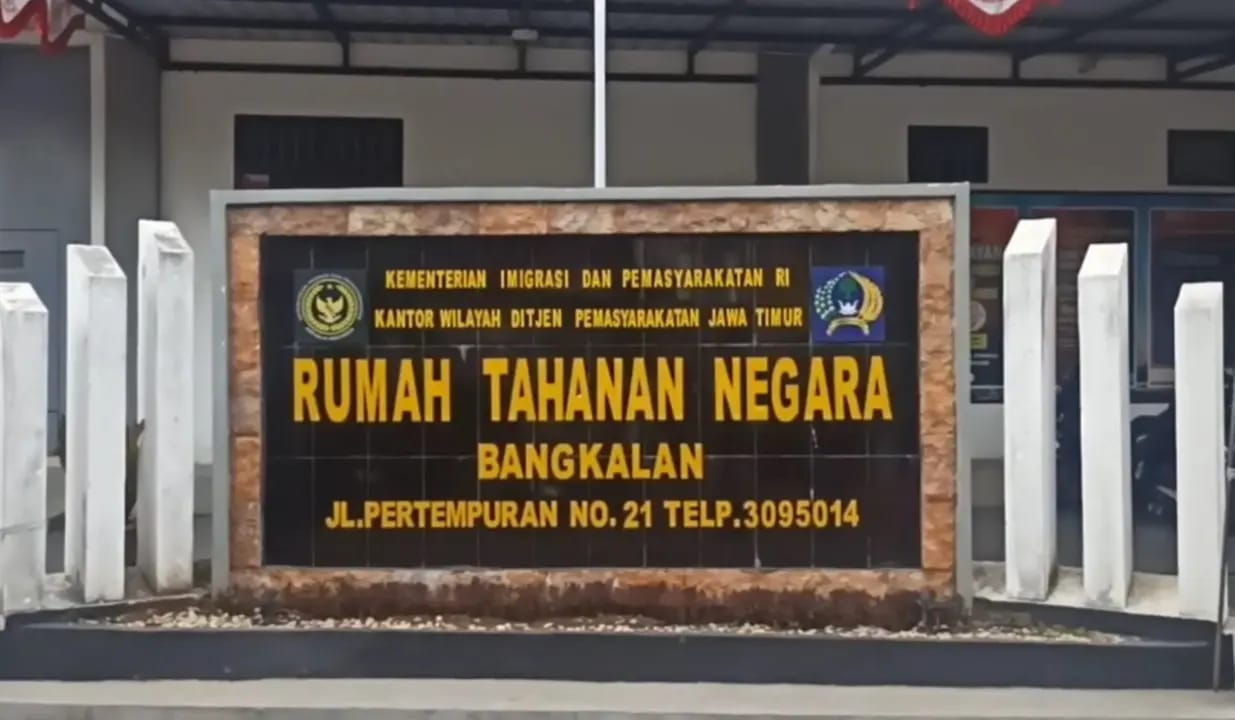 KEMENTERIAN IMIGRASI DAN PEMASYARAKATAN RI
KANTOR WILAYAH DITJEN PEMASYARAKATAN JAWA TIMUR
RUMAH TAHANAN NEGARA
BANGKALAN
JL.PERTEMPURAN NO. 21 TELP.3095014